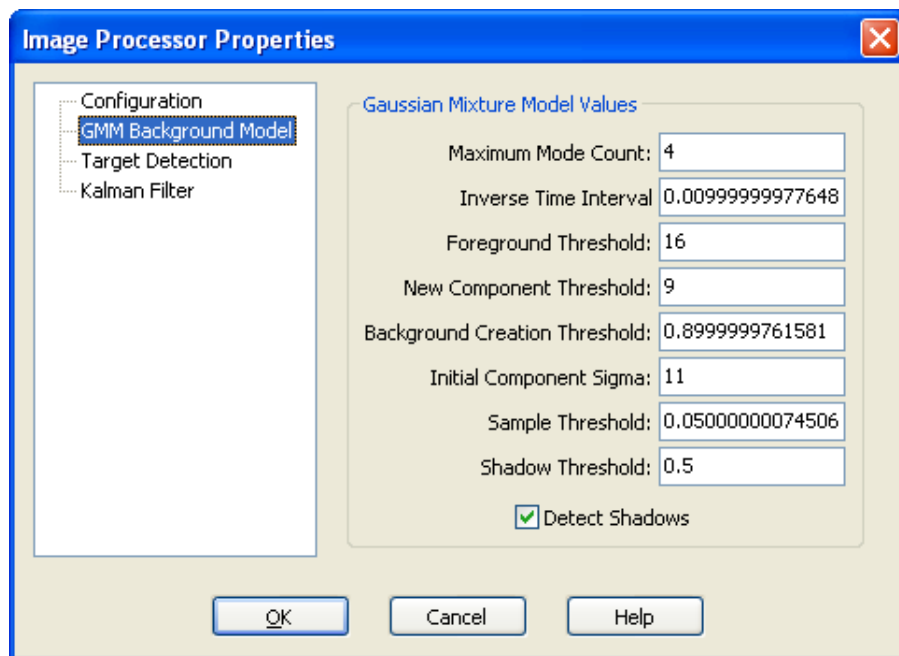 Image Processor Properties
Configuration
GMM Background Model
Target Detection
Kalman Filter
Gaussian Mixture Model Values
Maximum Mode Count: 4
Inverse Time Interval 0.00999999977648
Foreground Threshold: 16
New Component Threshold: 9
Background Creation Threshold: 0.8999999761581
Initial Component Sigma: 11
Sample Threshold: 0.05000000074506
Shadow Threshold: 0.5
Detect Shadows
OK Cancel Help